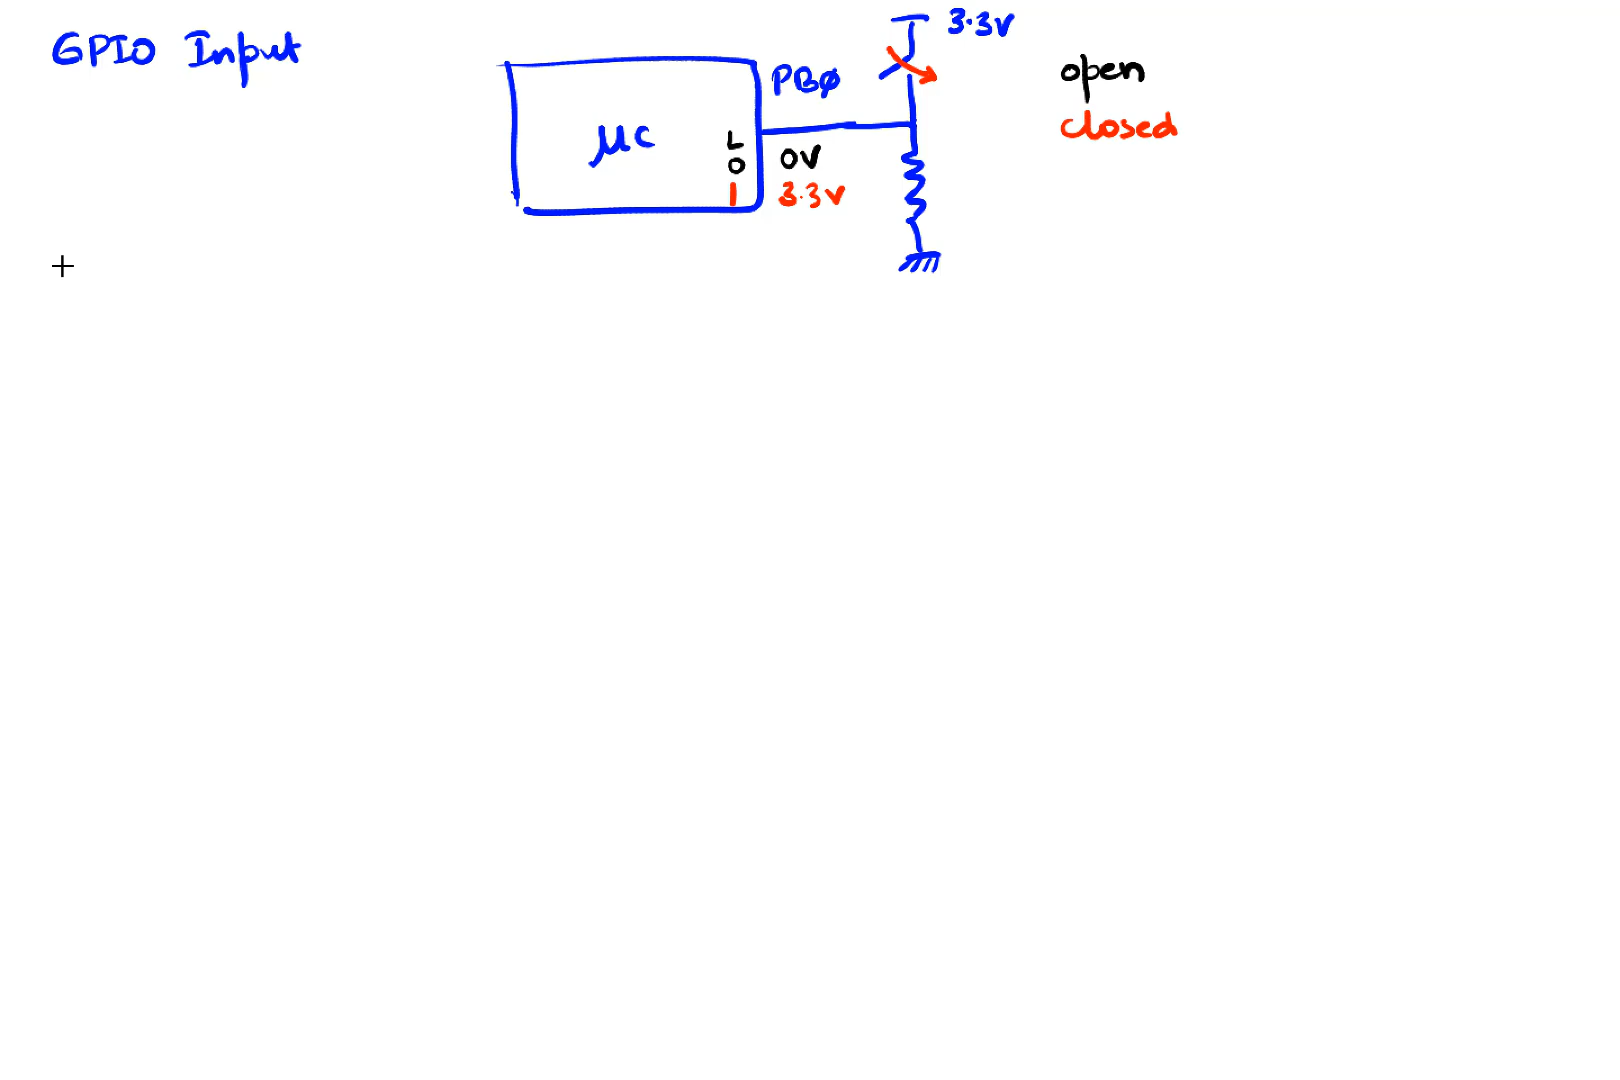 GPIO Input
3.3V
PBØ
open
closed
μc
L
0 0V
1 3.3V